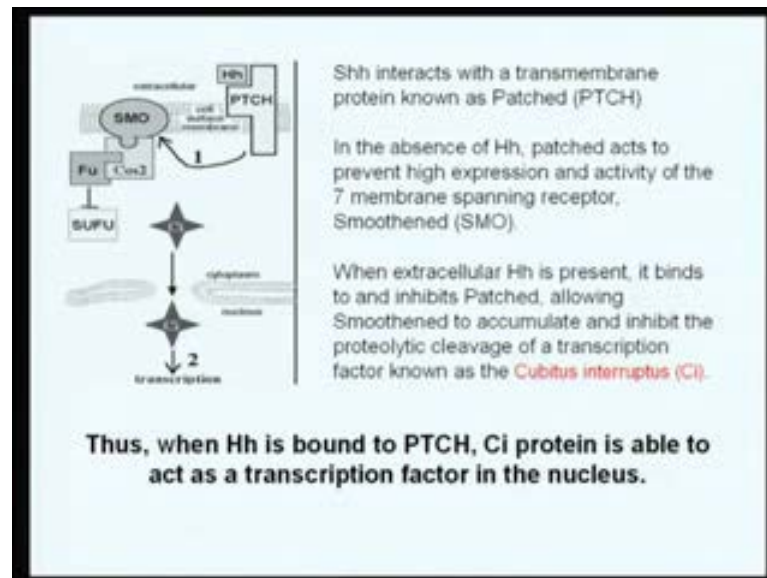 Hh
extracellular
PTCH
SMO
cell
surface
membrane
1
Fu
Cos2
SUFU
Ci
cytoplasm
nucleus
Ci
2
transcription
Shh interacts with a transmembrane
protein known as Patched (PTCH)
In the absence of Hh, patched acts to
prevent high expression and activity of the
7 membrane spanning receptor,
Smoothened (SMO).
When extracellular Hh is present, it binds
to and inhibits Patched, allowing
Smoothened to accumulate and inhibit the
proteolytic cleavage of a transcription
factor known as the Cubitus interruptus (Ci).
Thus, when Hh is bound to PTCH, Ci protein is able to
act as a transcription factor in the nucleus.